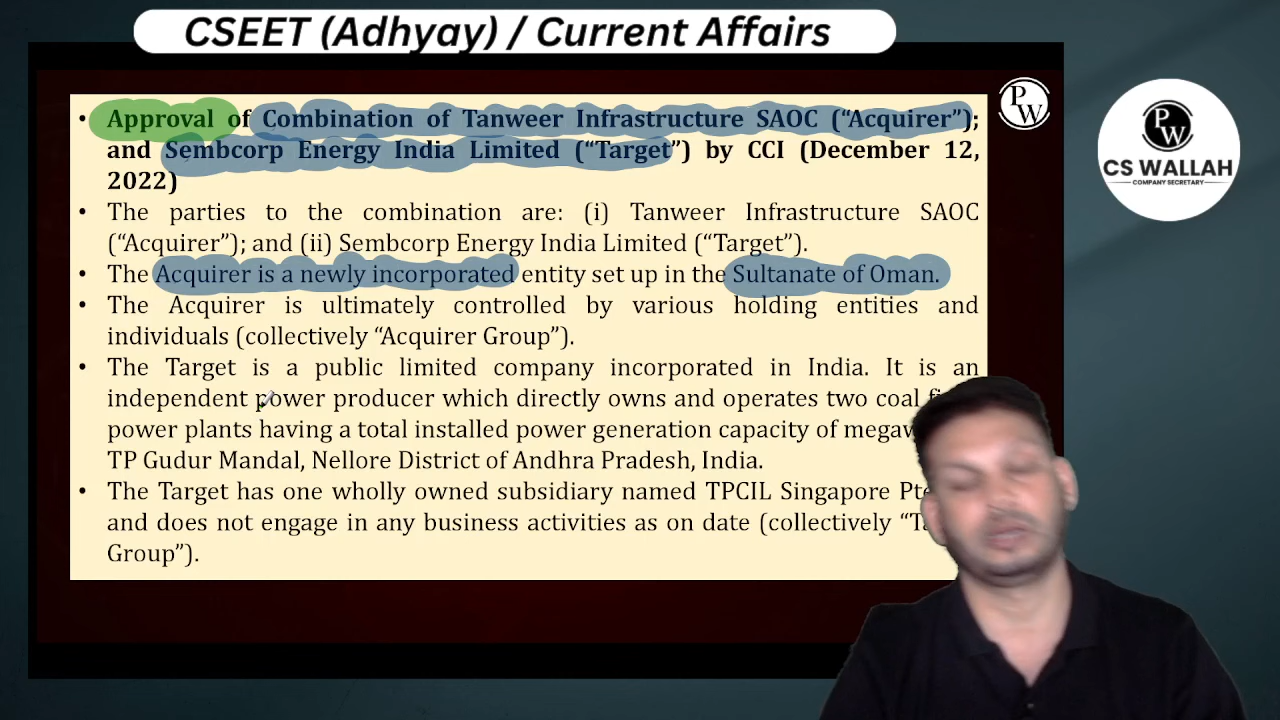 CSEET (Adhyay) / Current Affairs
• Approval of Combination of Tanweer Infrastructure SAOC (“Acquirer”);
and Sembcorp Energy India Limited (“Target”) by CCI (December 12,
2022)
• The parties to the combination are: (i) Tanweer Infrastructure SAOC
(“Acquirer”); and (ii) Sembcorp Energy India Limited (“Target”).
• The Acquirer is a newly incorporated entity set up in the Sultanate of Oman.
• The Acquirer is ultimately controlled by various holding entities and
individuals (collectively “Acquirer Group”).
• The Target is a public limited company incorporated in India. It is an
independent power producer which directly owns and operates two coal
power plants having a total installed power generation capacity of
TP Gudur Mandal, Nellore District of Andhra Pradesh, India.
• The Target has one wholly owned subsidiary named TPCIL Singapore
and does not engage in any business activities as on date (collectively
Group”).
PW
PW
CS WALLAH
COMPANY SECRETARY